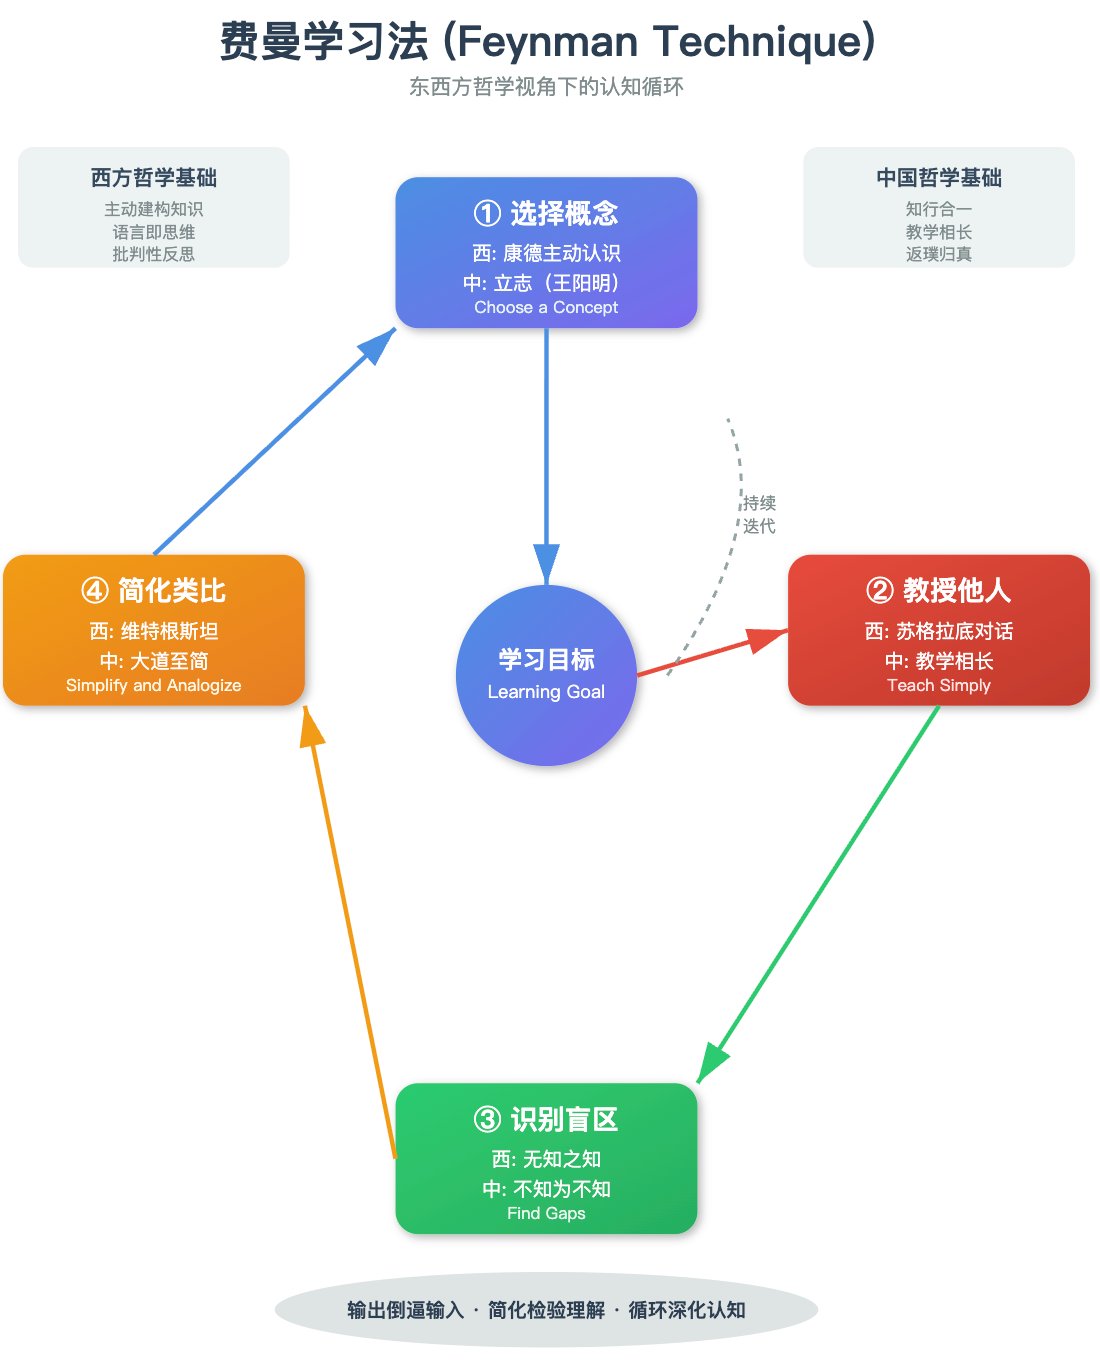 费曼学习法 (Feynman Technique)
东西方哲学视角下的认知循环
西方哲学基础
主动建构知识
语言即思维
批判性反思
中国哲学基础
知行合一
教学相长
返璞归真
① 选择概念
西: 康德主动认识
中: 立志（王阳明）
Choose a Concept
持续
迭代
④ 简化类比
西: 维特根斯坦
中: 大道至简
Simplify and Analogize
学习目标
Learning Goal
② 教授他人
西: 苏格拉底对话
中: 教学相长
Teach Simply
③ 识别盲区
西: 无知之知
中: 不知为不知
Find Gaps
输出倒逼输入 · 简化检验理解 · 循环深化认知